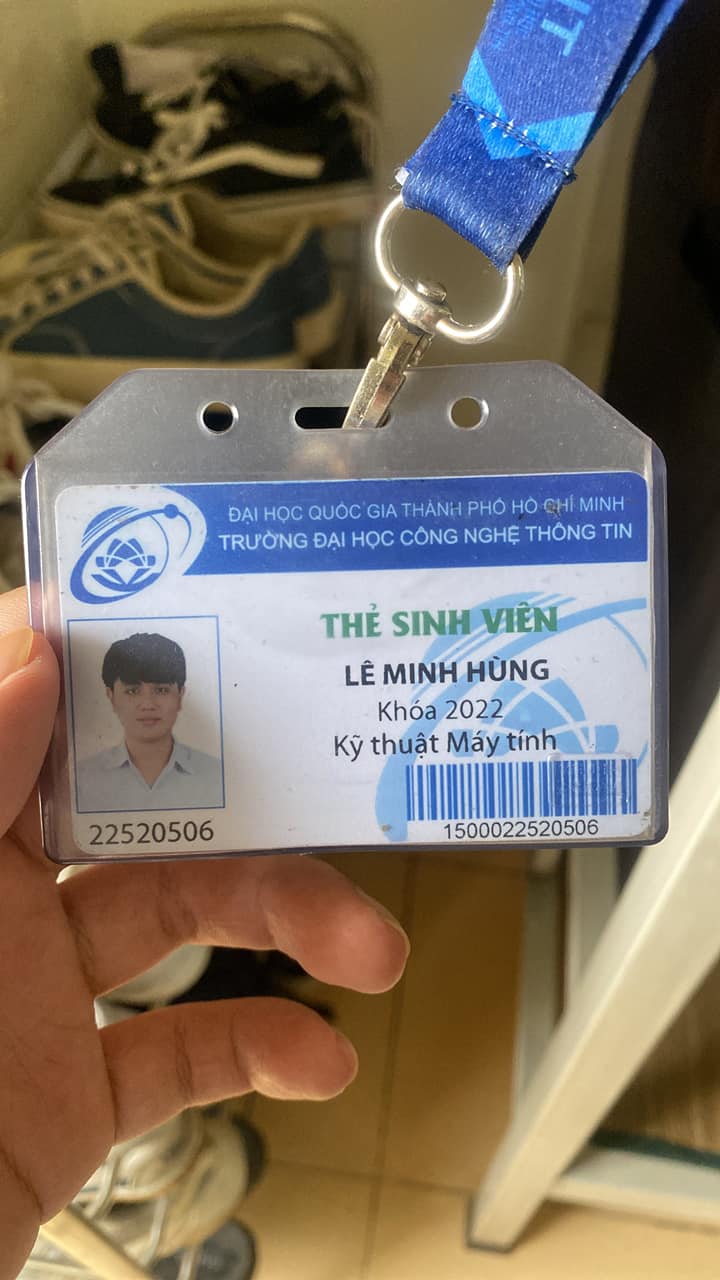 ĐẠI HỌC QUỐC GIA THÀNH PHỐ HỒ CHÍ MINH
TRƯỜNG ĐẠI HỌC CÔNG NGHỆ THÔNG TIN
THẺ SINH VIÊN
LÊ MINH HÙNG
Khóa 2022
Kỹ thuật Máy tính
22520506
1500022520506